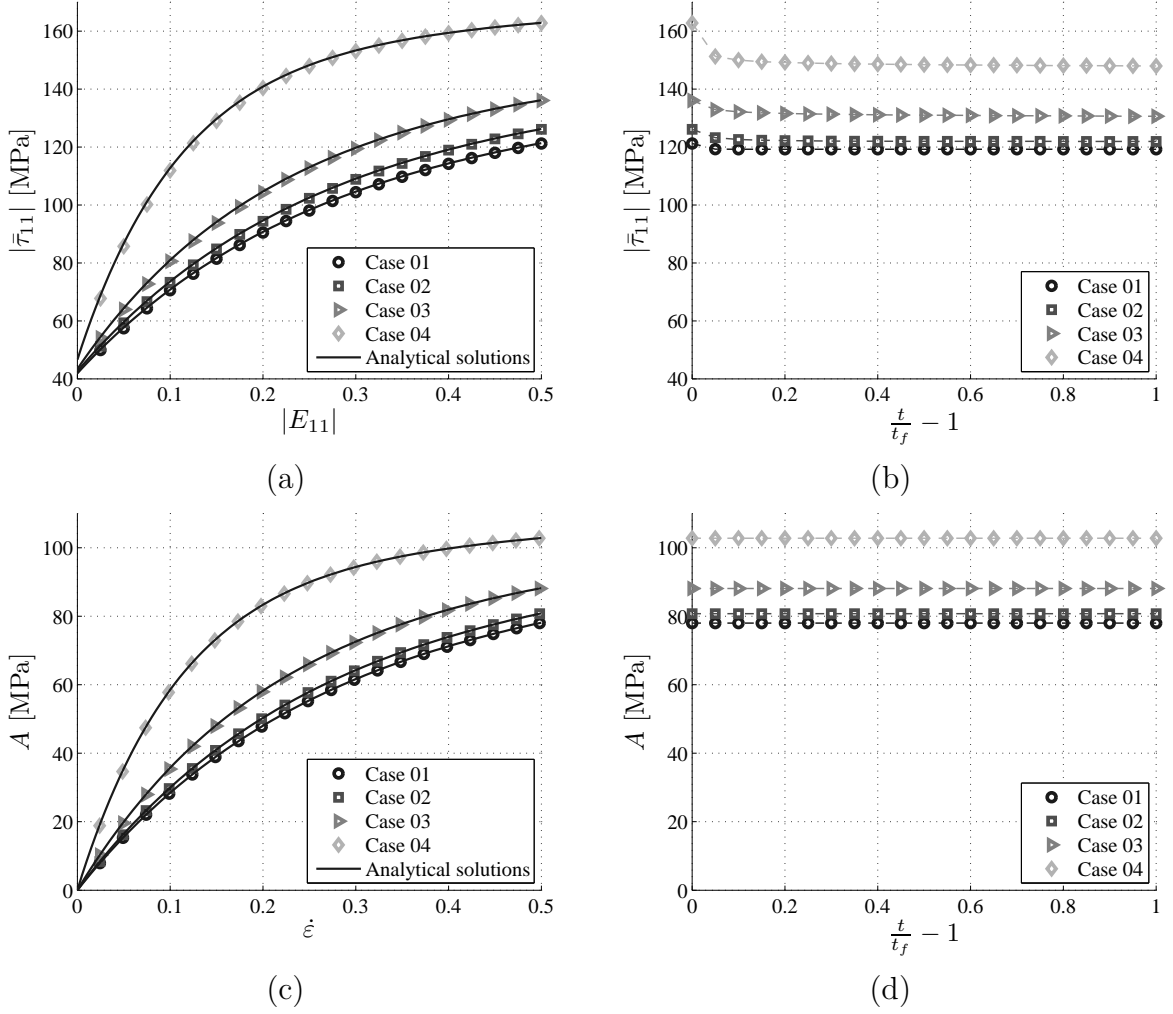 160
140
120
100
80
60
40
|τ̄₁₁| [MPa]
0 0.1 0.2 0.3 0.4 0.5
|E₁₁|
Case 01
Case 02
Case 03
Case 04
Analytical solutions
(a)
160
140
120
100
80
60
40
|τ̄₁₁| [MPa]
0 0.2 0.4 0.6 0.8 1
t/t_f − 1
Case 01
Case 02
Case 03
Case 04
(b)
100
80
60
40
20
0
A [MPa]
0 0.1 0.2 0.3 0.4 0.5
ε̇
Case 01
Case 02
Case 03
Case 04
Analytical solutions
(c)
100
80
60
40
20
0
A [MPa]
0 0.2 0.4 0.6 0.8 1
t/t_f − 1
Case 01
Case 02
Case 03
Case 04
(d)